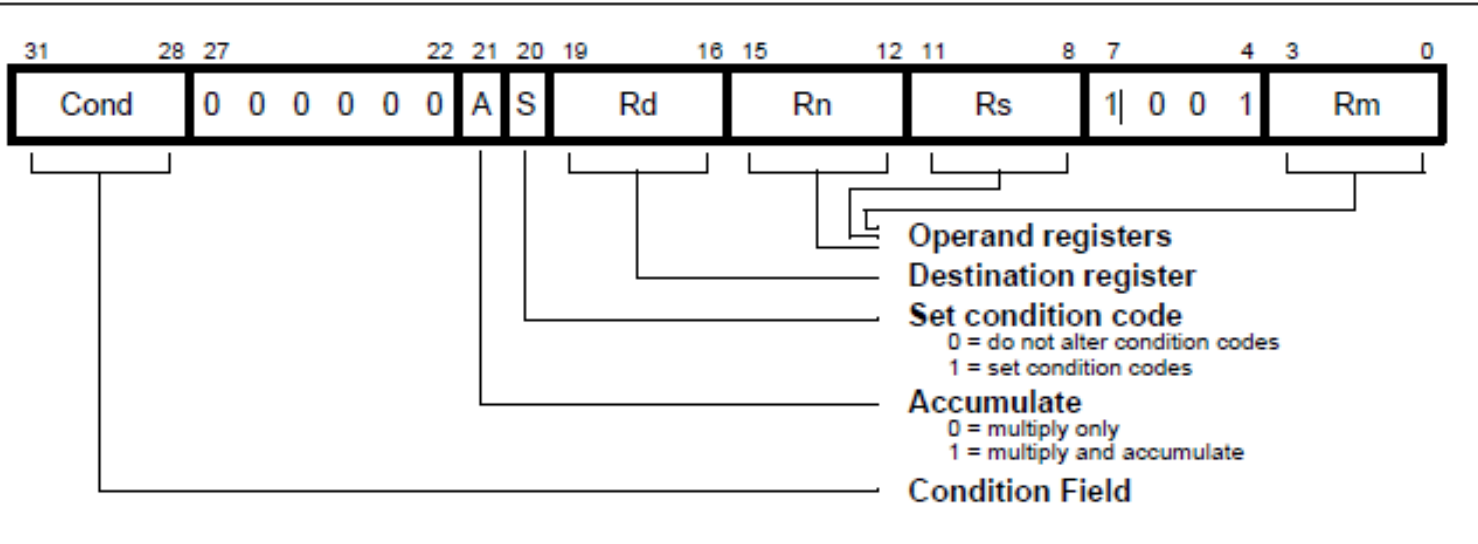 31 28 27 22 21 20 19 16 15 12 11 8 7 4 3 0
Cond 0 0 0 0 0 0 A S Rd Rn Rs 1 0 0 1 Rm
Operand registers
Destination register
Set condition code
0 = do not alter condition codes
1 = set condition codes
Accumulate
0 = multiply only
1 = multiply and accumulate
Condition Field